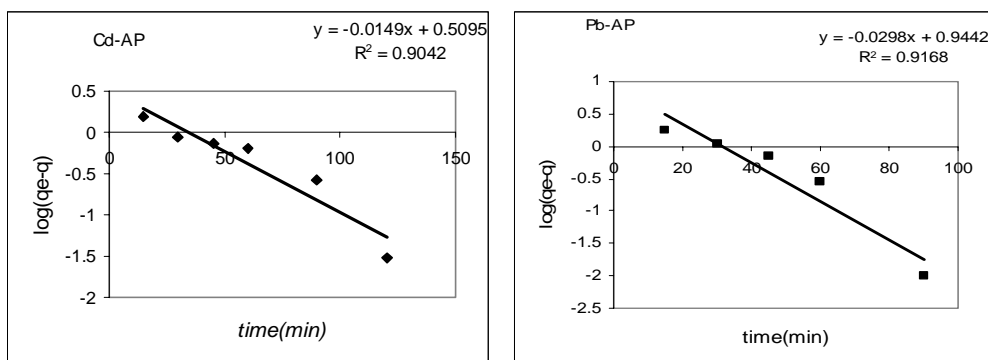 Cd-AP
y = -0.0149x + 0.5095
R² = 0.9042
0.5
0
-0.5
-1
-1.5
-2
0
50
100
150
log(qe-q)
time(min)
Pb-AP
y = -0.0298x + 0.9442
R² = 0.9168
1
0.5
0
-0.5
-1
-1.5
-2
-2.5
0
20
40
60
80
100
log(qe-q)
time(min)